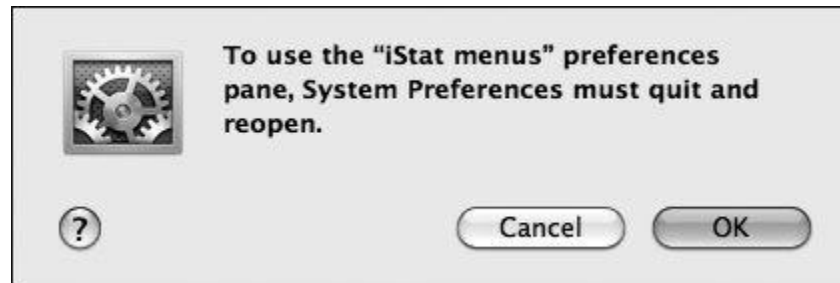 To use the “iStat menus” preferences
pane, System Preferences must quit and
reopen.
?
Cancel
OK